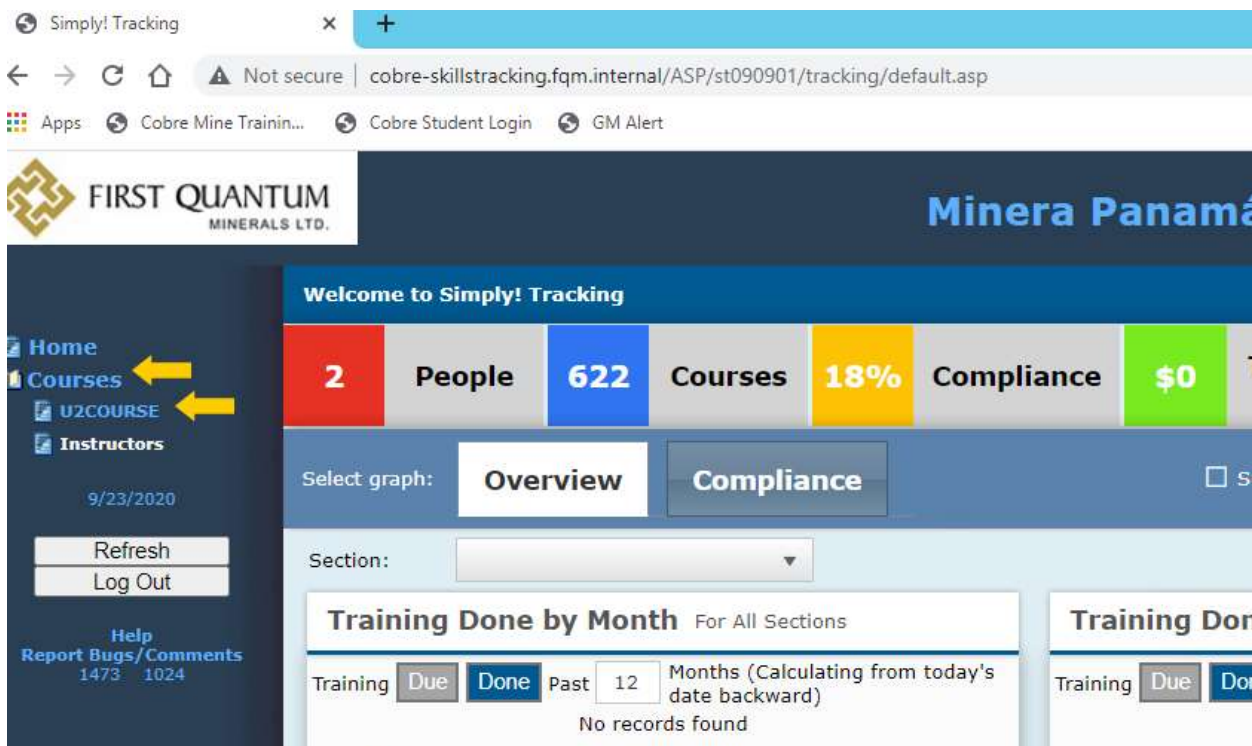 Simply! Tracking
Not secure | cobre-skillstracking.fqm.internal/ASP/st090901/tracking/default.asp
Apps Cobre Mine Trainin... Cobre Student Login GM Alert
FIRST QUANTUM
MINERALS LTD.
Minera Panamá
Welcome to Simply! Tracking
Home
Courses
U2COURSE
Instructors
9/23/2020
Refresh
Log Out
Help
Report Bugs/Comments
1473 1024
2 People 622 Courses 18% Compliance $0
Select graph: Overview Compliance S
Section:
Training Done by Month For All Sections
Training Due Done Past 12 Months (Calculating from today's
date backward)
No records found
Training Don
Training Due Don